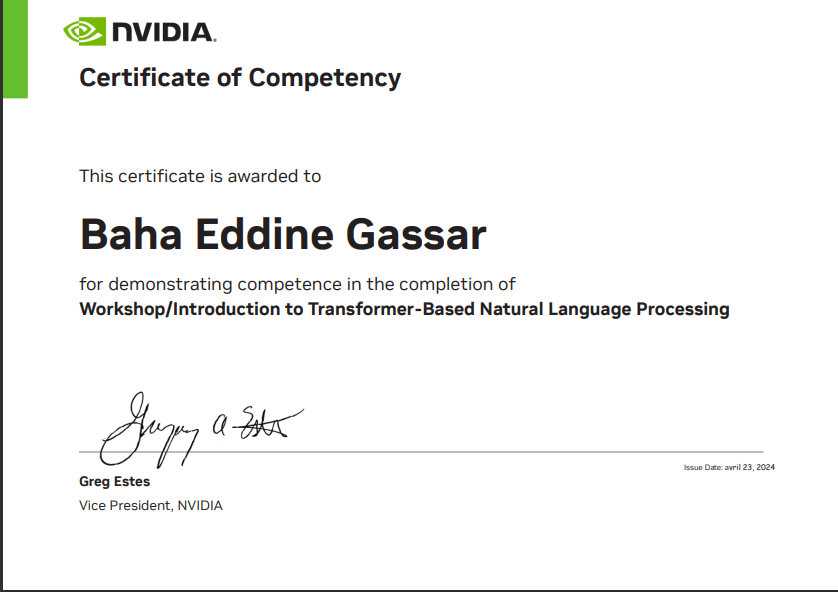 NVIDIA.
Certificate of Competency
This certificate is awarded to
Baha Eddine Gassar
for demonstrating competence in the completion of
Workshop/Introduction to Transformer-Based Natural Language Processing
Gregory A Estes
Issue Date: avril 23, 2024
Greg Estes
Vice President, NVIDIA